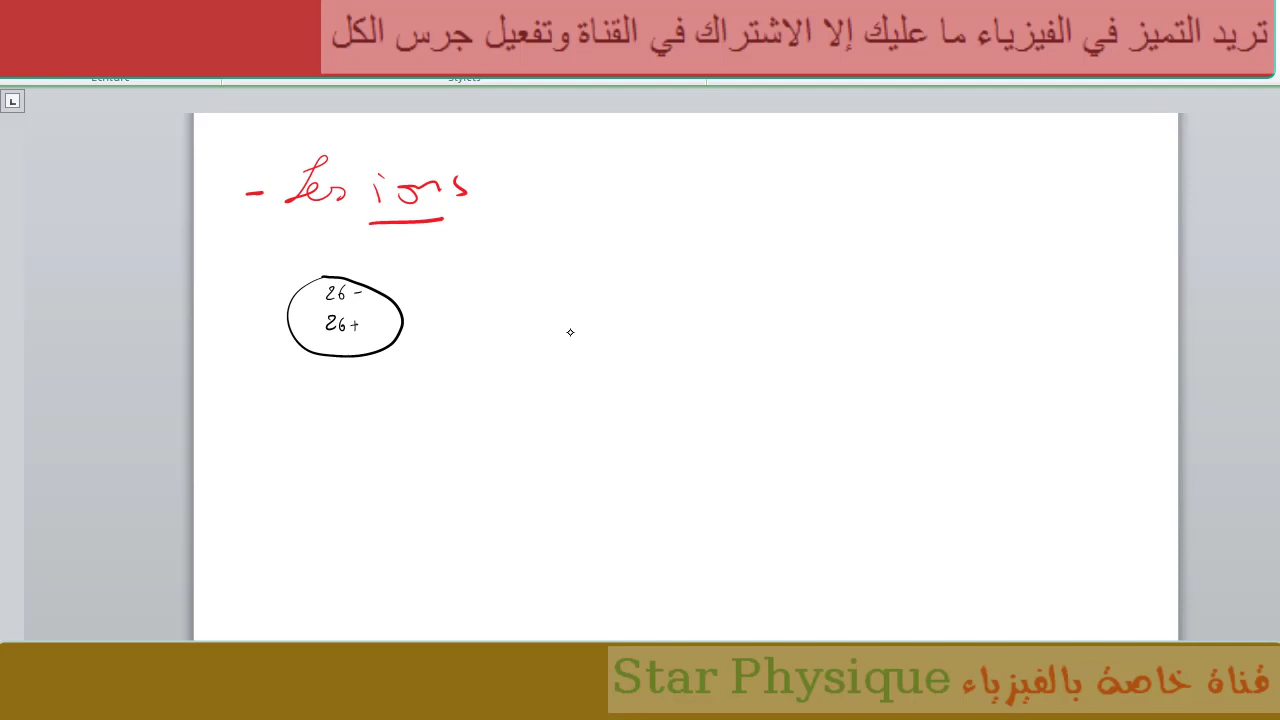 تريد التميز في الفيزياء ما عليك إلا الاشتراك في القناة وتفعيل جرس الكل
- Les ions
26 -
26 +
Star Physique قناة خاصة بالفيزياء